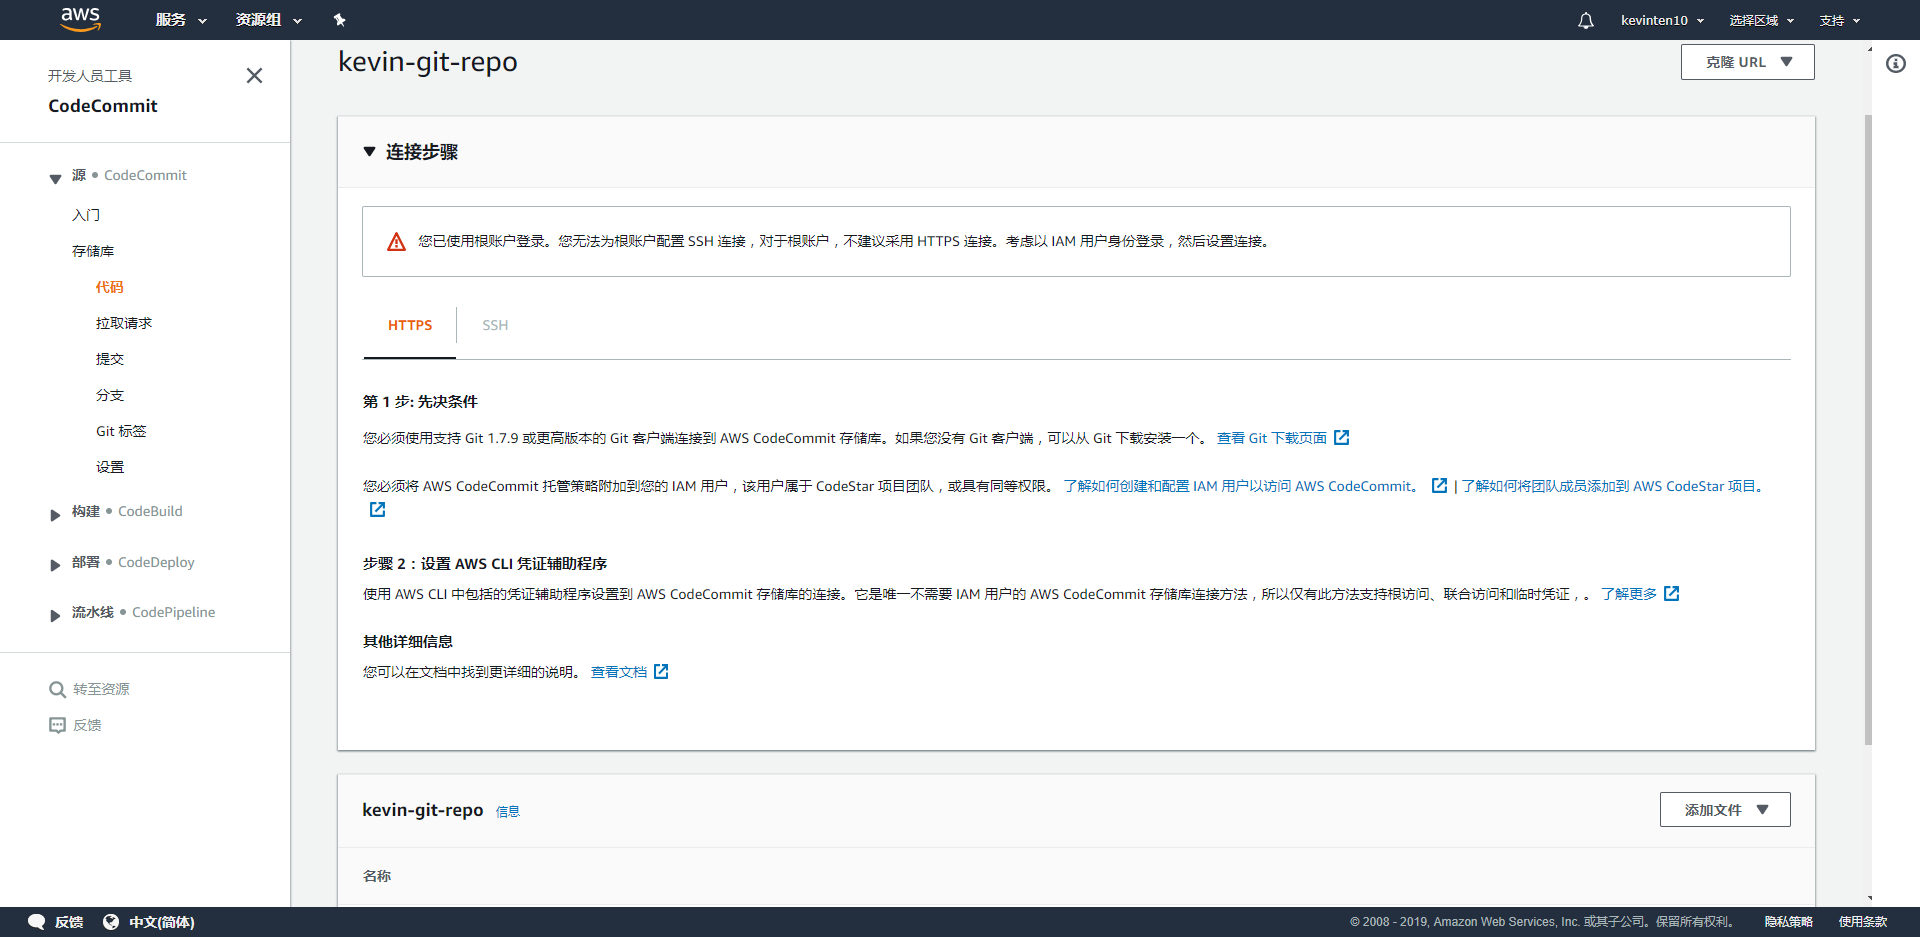 aws 服务 资源组 kevinten10 选择区域 支持
开发人员工具
CodeCommit
源 • CodeCommit
入门
存储库
代码
拉取请求
提交
分支
Git 标签
设置
构建 • CodeBuild
部署 • CodeDeploy
流水线 • CodePipeline
转至资源
反馈
kevin-git-repo
克隆 URL
连接步骤
您已使用根账户登录。您无法为根账户配置 SSH 连接，对于根账户，不建议采用 HTTPS 连接。考虑以 IAM 用户身份登录，然后设置连接。
HTTPS SSH
第 1 步: 先决条件
您必须使用支持 Git 1.7.9 或更高版本的 Git 客户端连接到 AWS CodeCommit 存储库。如果您没有 Git 客户端，可以从 Git 下载安装一个。 查看 Git 下载页面
您必须将 AWS CodeCommit 托管策略附加到您的 IAM 用户，该用户属于 CodeStar 项目团队，或具有同等权限。 了解如何创建和配置 IAM 用户以访问 AWS CodeCommit。 | 了解如何将团队成员添加到 AWS CodeStar 项目。
步骤 2：设置 AWS CLI 凭证辅助程序
使用 AWS CLI 中包括的凭证辅助程序设置到 AWS CodeCommit 存储库的连接。它是唯一不需要 IAM 用户的 AWS CodeCommit 存储库连接方法，所以仅有此方法支持根访问、联合访问和临时凭证，。 了解更多
其他详细信息
您可以在文档中找到更详细的说明。 查看文档
kevin-git-repo 信息
添加文件
名称
反馈 中文(简体) © 2008 - 2019, Amazon Web Services, Inc. 或其子公司。保留所有权利。 隐私策略 使用条款